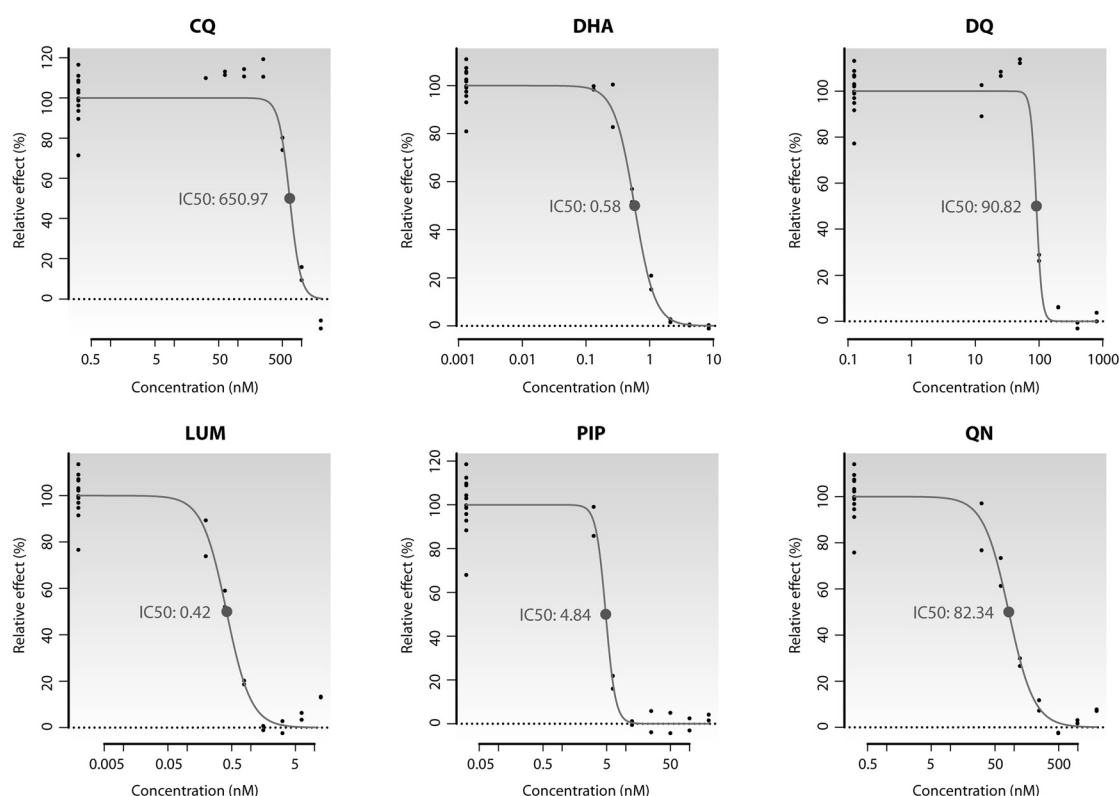 CQ
Relative effect (%)
120
100
80
60
40
20
0
IC50: 650.97
0.5
5
50
500
Concentration (nM)
DHA
Relative effect (%)
100
80
60
40
20
0
IC50: 0.58
0.001
0.01
0.1
1
10
Concentration (nM)
DQ
Relative effect (%)
100
80
60
40
20
0
IC50: 90.82
0.1
1
10
100
1000
Concentration (nM)
LUM
Relative effect (%)
100
80
60
40
20
0
IC50: 0.42
0.005
0.05
0.5
5
Concentration (nM)
PIP
Relative effect (%)
120
100
80
60
40
20
0
IC50: 4.84
0.05
0.5
5
50
Concentration (nM)
QN
Relative effect (%)
100
80
60
40
20
0
IC50: 82.34
0.5
5
50
500
Concentration (nM)